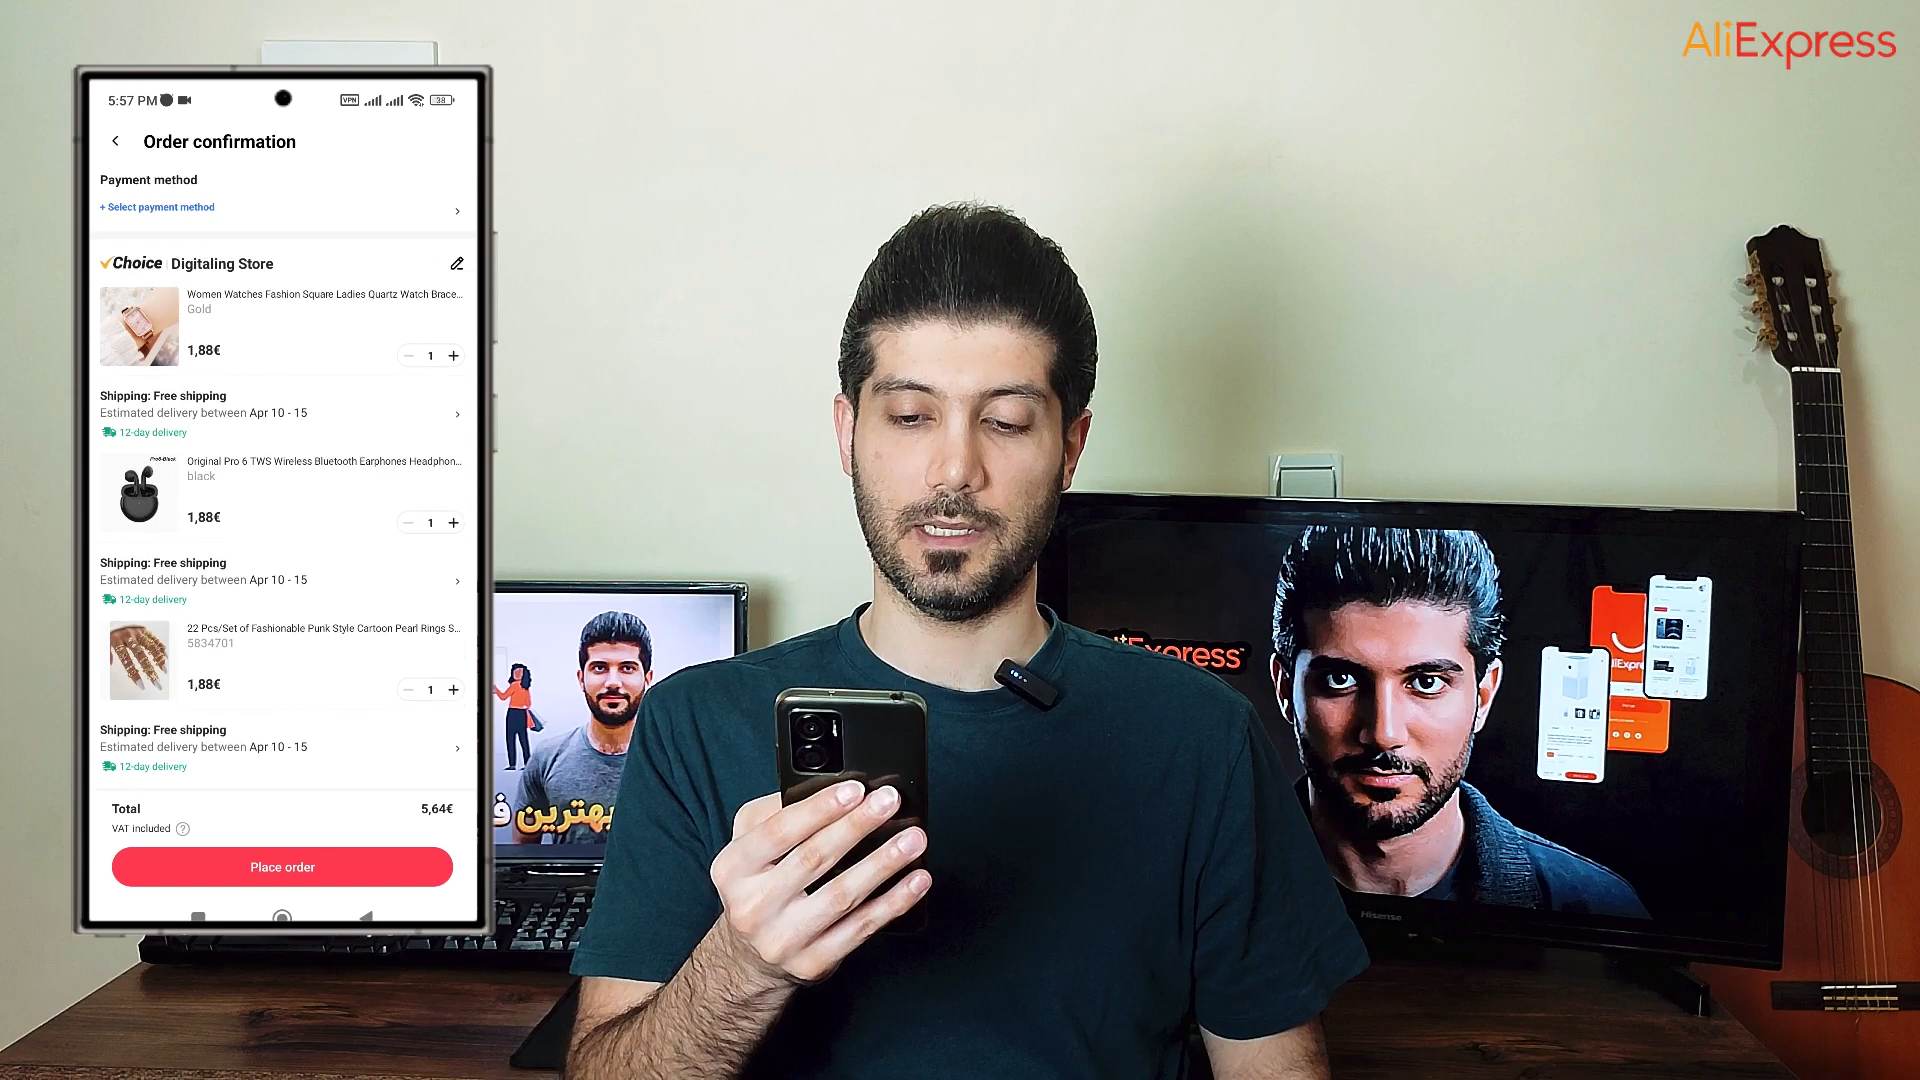 AliExpress
5:57 PM
VPN
38
Order confirmation
Payment method
+ Select payment method
Choice Digitaling Store
Women Watches Fashion Square Ladies Quartz Watch Brace...
Gold
1,88€
1
Shipping: Free shipping
Estimated delivery between Apr 10 - 15
12-day delivery
Pro6-Black
Original Pro 6 TWS Wireless Bluetooth Earphones Headphon...
black
1,88€
1
Shipping: Free shipping
Estimated delivery between Apr 10 - 15
12-day delivery
22 Pcs/Set of Fashionable Punk Style Cartoon Pearl Rings S...
5834701
1,88€
1
Shipping: Free shipping
Estimated delivery between Apr 10 - 15
12-day delivery
Total 5,64€
VAT included ?
Place order
بهترین
Express
Hisense